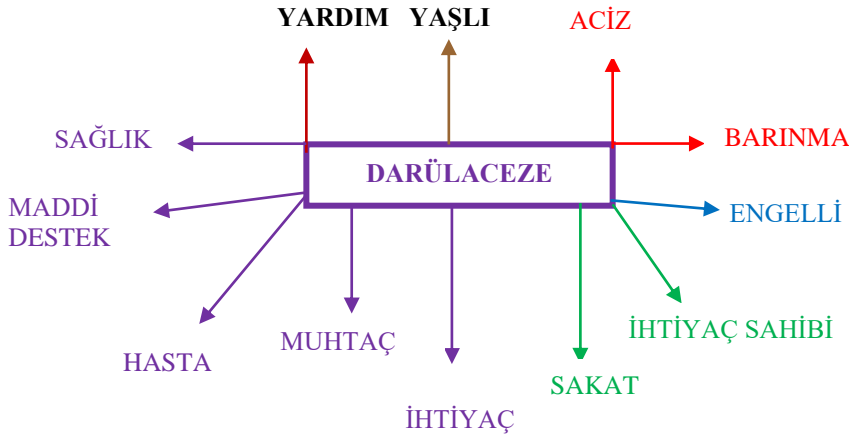 YARDIM YAŞLI ACİZ
SAĞLIK
BARINMA
DARÜLACEZE
MADDİ
DESTEK
ENGELLİ
İHTİYAÇ SAHİBİ
MUHTAÇ
HASTA
SAKAT
İHTİYAÇ